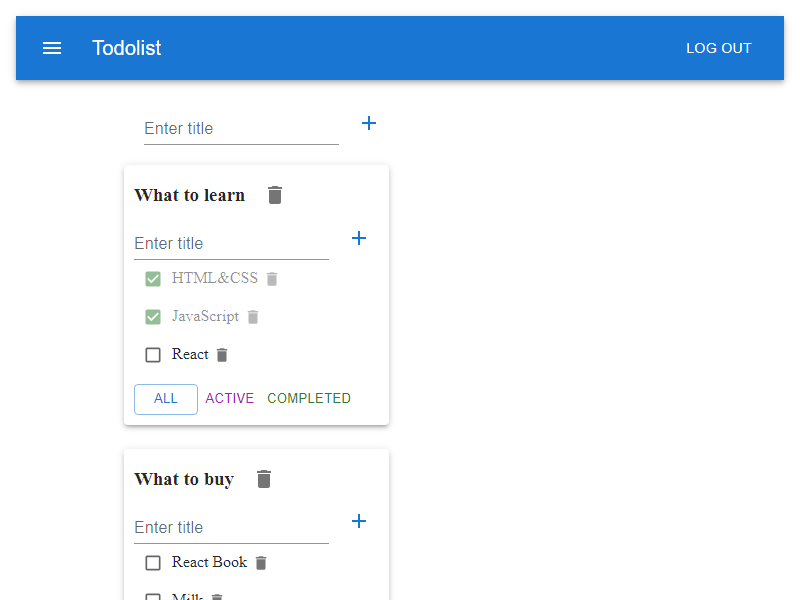 Todolist
LOG OUT
Enter title
What to learn
Enter title
HTML&CSS
JavaScript
React
ALL ACTIVE COMPLETED
What to buy
Enter title
React Book
Milk